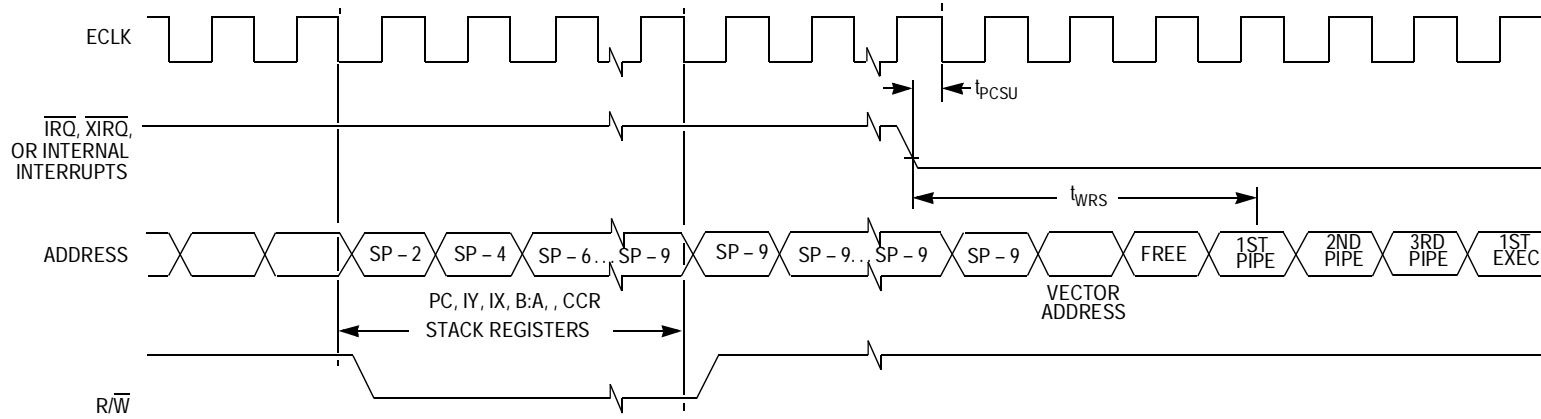 ECLK
tPCSU
IRQ, XIRQ,
OR INTERNAL
INTERRUPTS
tWRS
ADDRESS
SP – 2
SP – 4
SP – 6. . . SP – 9
SP – 9
SP – 9. . . SP – 9
SP – 9
FREE
1ST
PIPE
2ND
PIPE
3RD
PIPE
1ST
EXEC
VECTOR
ADDRESS
PC, IY, IX, B:A, , CCR
STACK REGISTERS
R/W